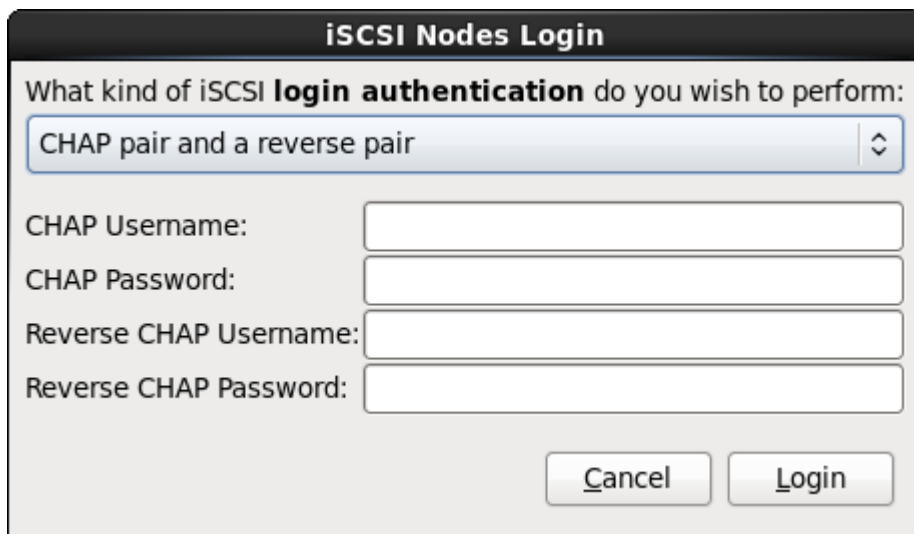 iSCSI Nodes Login
What kind of iSCSI login authentication do you wish to perform:
CHAP pair and a reverse pair
CHAP Username:
CHAP Password:
Reverse CHAP Username:
Reverse CHAP Password:
Cancel Login